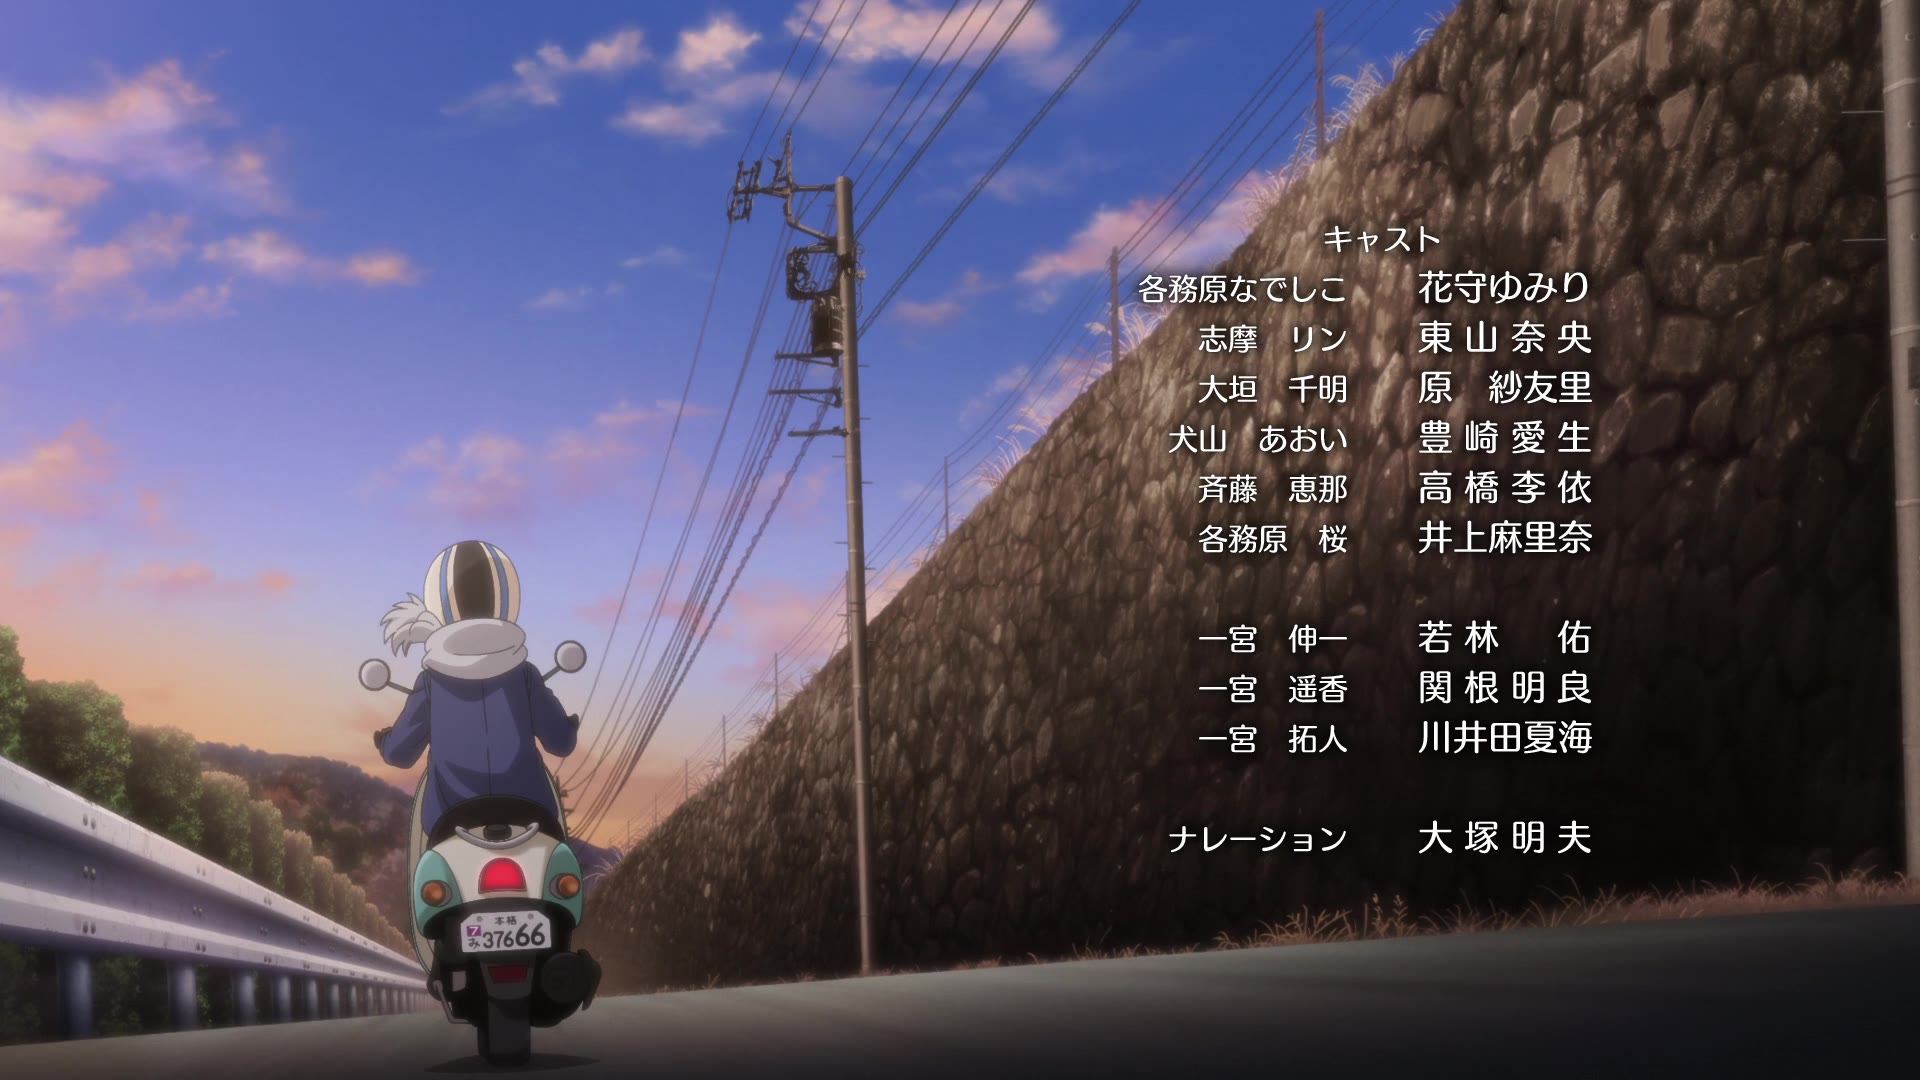 キャスト
各務原なでしこ 花守ゆみり
志摩 リン 東山奈央
大垣 千明 原 紗友里
犬山 あおい 豊崎愛生
斉藤 恵那 高橋李依
各務原 桜 井上麻里奈
一宮 伸一 若林 佑
一宮 遥香 関根明良
一宮 拓人 川井田夏海
ナレーション 大塚明夫
本栖
7
み 37666